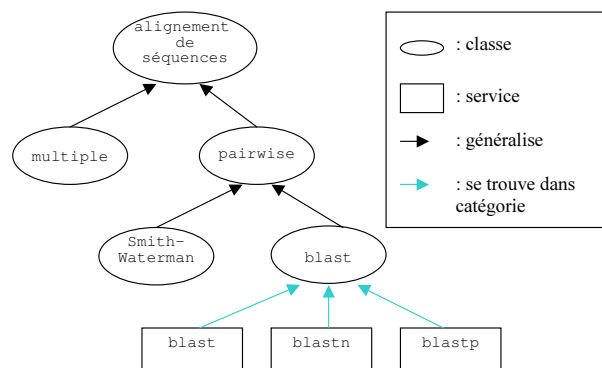 alignement
de
séquences
: classe
: service
: généralise
: se trouve dans
catégorie
multiple
pairwise
Smith-
Waterman
blast
blast
blastn
blastp